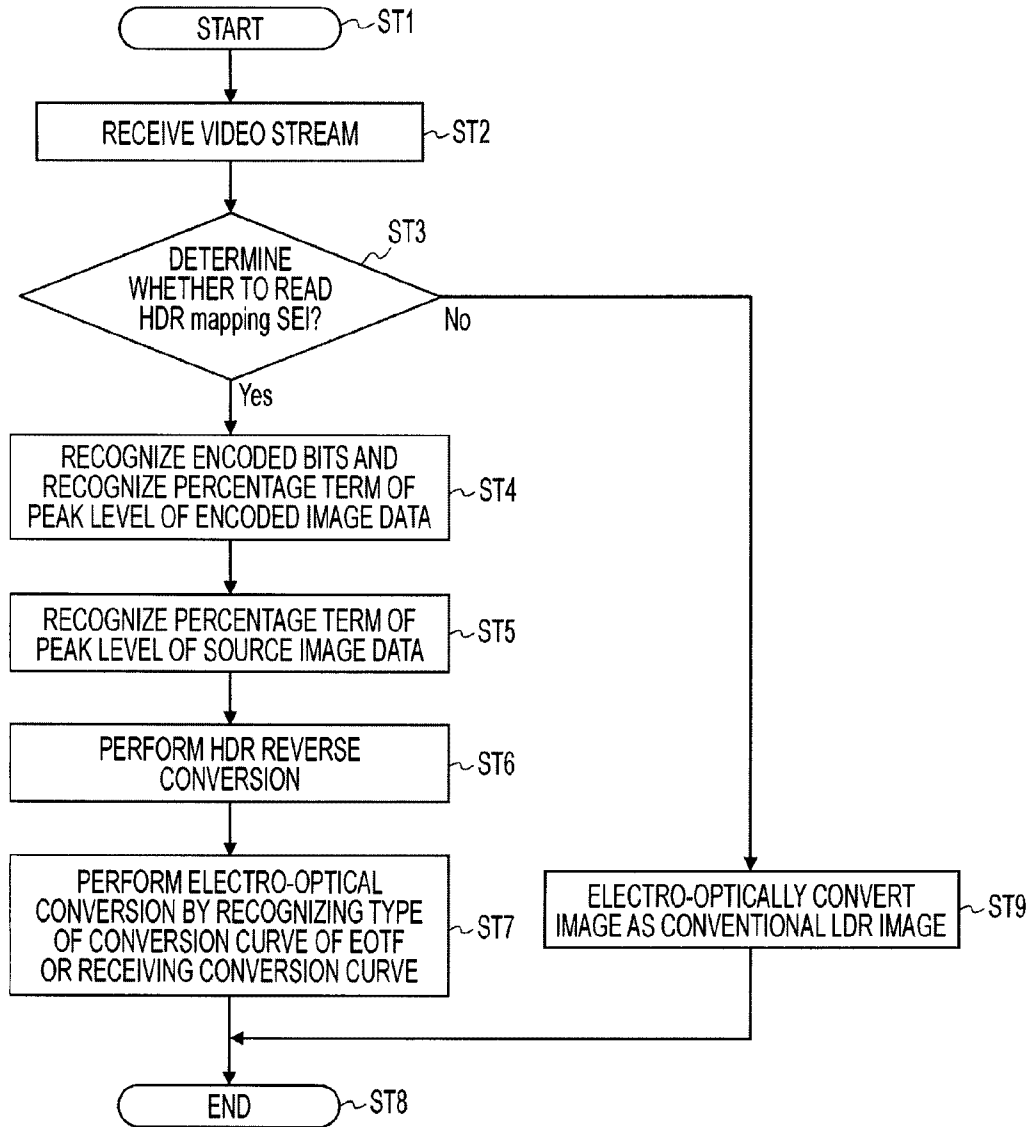 START
ST1
RECEIVE VIDEO STREAM
ST2
DETERMINE
WHETHER TO READ
HDR mapping SEI?
ST3
No
Yes
RECOGNIZE ENCODED BITS AND
RECOGNIZE PERCENTAGE TERM OF
PEAK LEVEL OF ENCODED IMAGE DATA
ST4
RECOGNIZE PERCENTAGE TERM OF
PEAK LEVEL OF SOURCE IMAGE DATA
ST5
PERFORM HDR REVERSE
CONVERSION
ST6
PERFORM ELECTRO-OPTICAL
CONVERSION BY RECOGNIZING TYPE
OF CONVERSION CURVE OF EOTF
OR RECEIVING CONVERSION CURVE
ST7
ELECTRO-OPTICALLY CONVERT
IMAGE AS CONVENTIONAL LDR IMAGE
ST9
END
ST8